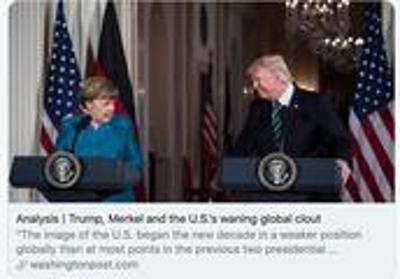 Analysis | Trump, Merkel and the U.S.'s waning global clout
"The image of the U.S. began the new decade in a weaker position
globally than at most points in the previous two presidential ...
washingtonpost.com